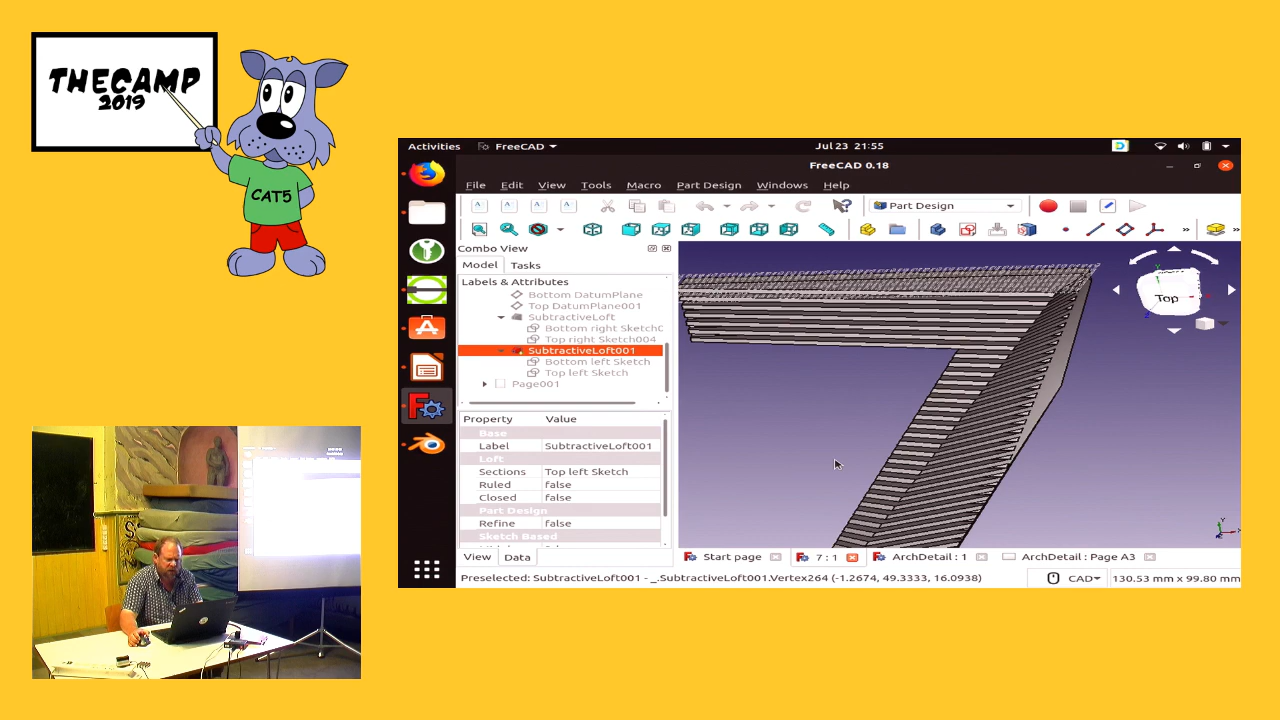 THECAMP
2019
CAT5
Activities FreeCAD Jul 23 21:55
FreeCAD 0.18
File Edit View Tools Macro Part Design Windows Help
Part Design
Combo View
Model Tasks
Labels & Attributes
Bottom DatumPlane
Top DatumPlane001
SubtractiveLoft
Bottom right SketchC
Top right Sketch004
SubtractiveLoft001
Bottom left Sketch
Top left Sketch
Page001
Property Value
Base
Label SubtractiveLoft001
Loft
Sections Top left Sketch
Ruled false
Closed false
Part Design
Refine false
Sketch Based
View Data
Top
Start page 7 : 1 ArchDetail : 1 ArchDetail : Page A3
Preselected: SubtractiveLoft001 - _.SubtractiveLoft001.Vertex264 (-1.2674, 49.3333, 16.0938) CAD 130.53 mm x 99.80 mm